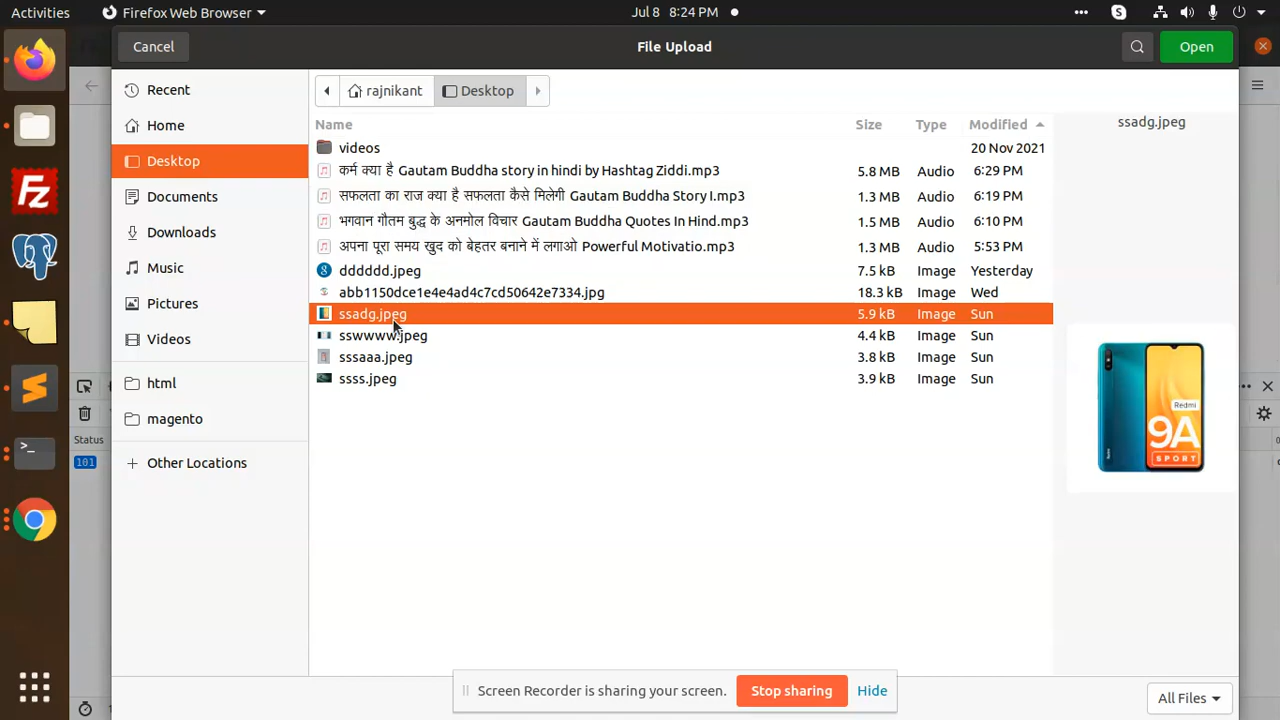 Activities Firefox Web Browser Jul 8 8:24 PM
Cancel File Upload Open
Recent
Home
Desktop
Documents
Downloads
Music
Pictures
Videos
html
magento
Other Locations
rajnikant Desktop
Name Size Type Modified
videos 20 Nov 2021
कर्म क्या है Gautam Buddha story in hindi by Hashtag Ziddi.mp3 5.8 MB Audio 6:29 PM
सफलता का राज क्या है सफलता कैसे मिलेगी Gautam Buddha Story I.mp3 1.3 MB Audio 6:19 PM
भगवान गौतम बुद्ध के अनमोल विचार Gautam Buddha Quotes In Hind.mp3 1.5 MB Audio 6:10 PM
अपना पूरा समय खुद को बेहतर बनाने में लगाओ Powerful Motivatio.mp3 1.3 MB Audio 5:53 PM
dddddd.jpeg 7.5 kB Image Yesterday
abb1150dce1e4e4ad4c7cd50642e7334.jpg 18.3 kB Image Wed
ssadg.jpeg 5.9 kB Image Sun
sswwww.jpeg 4.4 kB Image Sun
sssaaa.jpeg 3.8 kB Image Sun
ssss.jpeg 3.9 kB Image Sun
ssadg.jpeg
Redmi
9A
SPORT
Status
101
Screen Recorder is sharing your screen. Stop sharing Hide
All Files